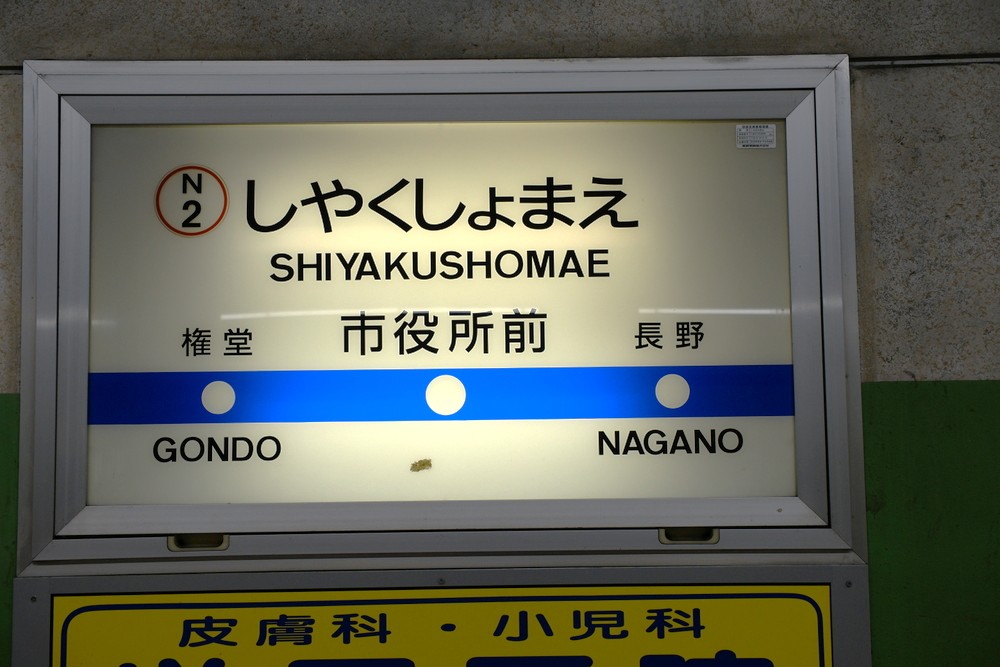 N
2
しやくしょまえ
SHIYAKUSHOMAE
権堂 市役所前 長野
GONDO NAGANO
皮膚科・小児科